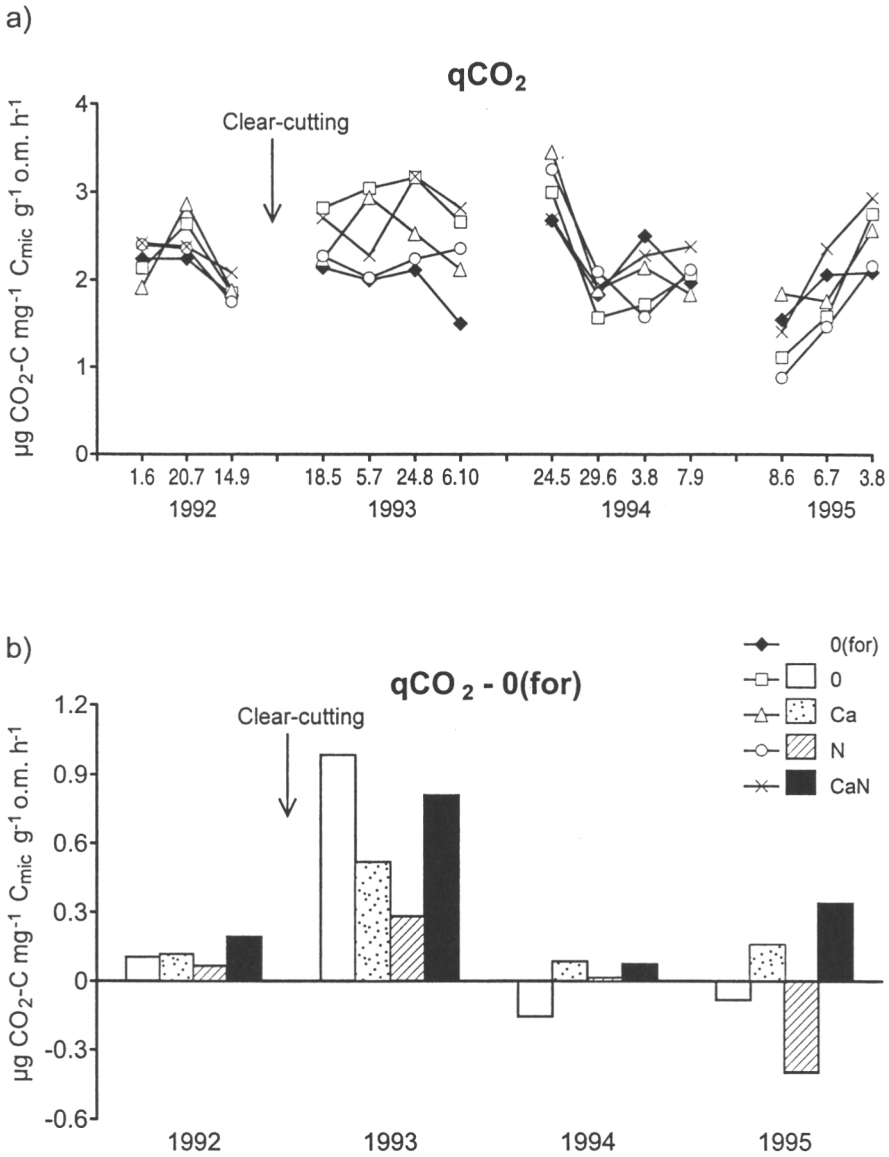 a)
qCO₂
µg CO₂-C mg⁻¹ Cmic g⁻¹ o.m. h⁻¹
4
3
2
1
0
Clear-cutting
1.6 20.7 14.9 18.5 5.7 24.8 6.10 24.5 29.6 3.8 7.9 8.6 6.7 3.8
1992 1993 1994 1995
b)
qCO₂ - 0(for)
µg CO₂-C mg⁻¹ Cmic g⁻¹ o.m. h⁻¹
1.2
0.9
0.6
0.3
0
-0.3
-0.6
Clear-cutting
0(for)
0
Ca
N
CaN
1992 1993 1994 1995